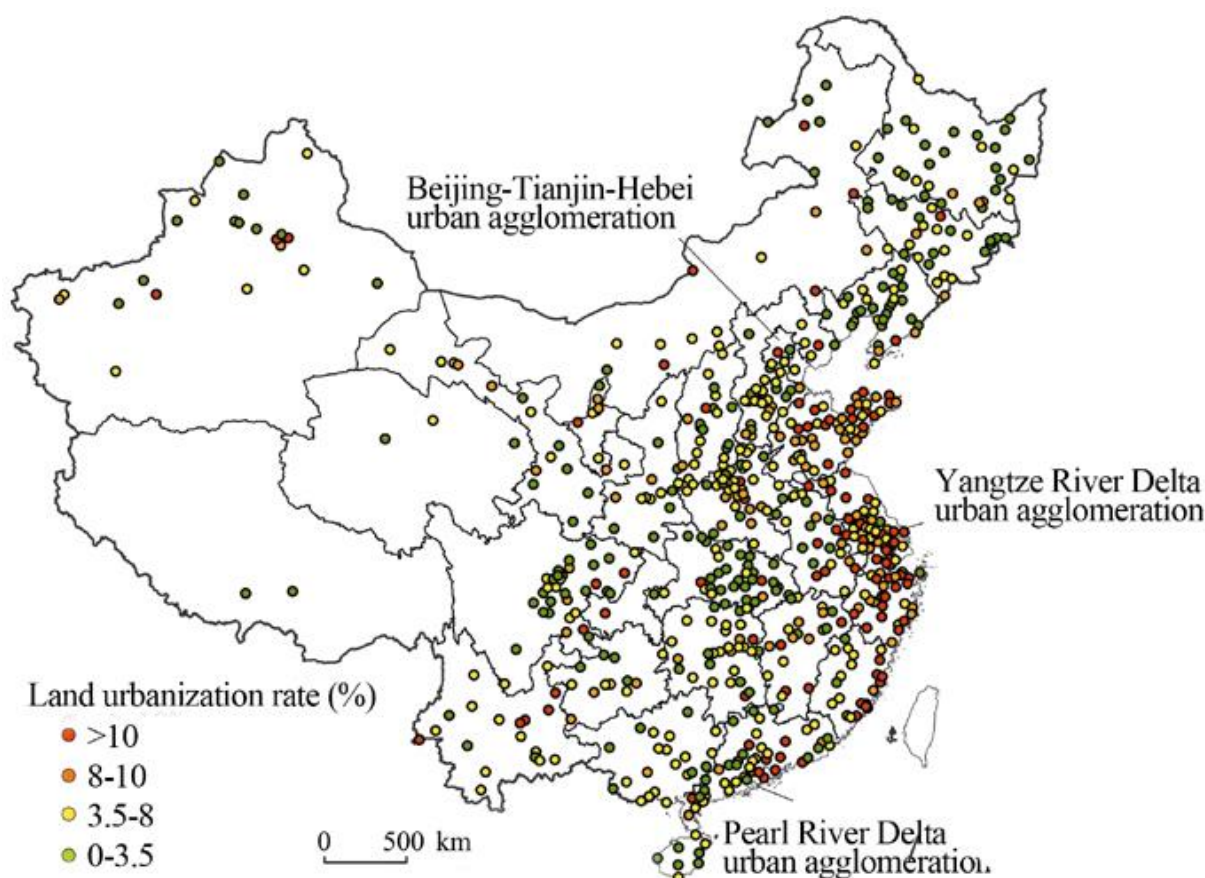 Beijing-Tianjin-Hebei
urban agglomeration
Yangtze River Delta
urban agglomeration
Land urbanization rate (%)
>10
8-10
3.5-8
0-3.5
0 500 km
Pearl River Delta
urban agglomeration